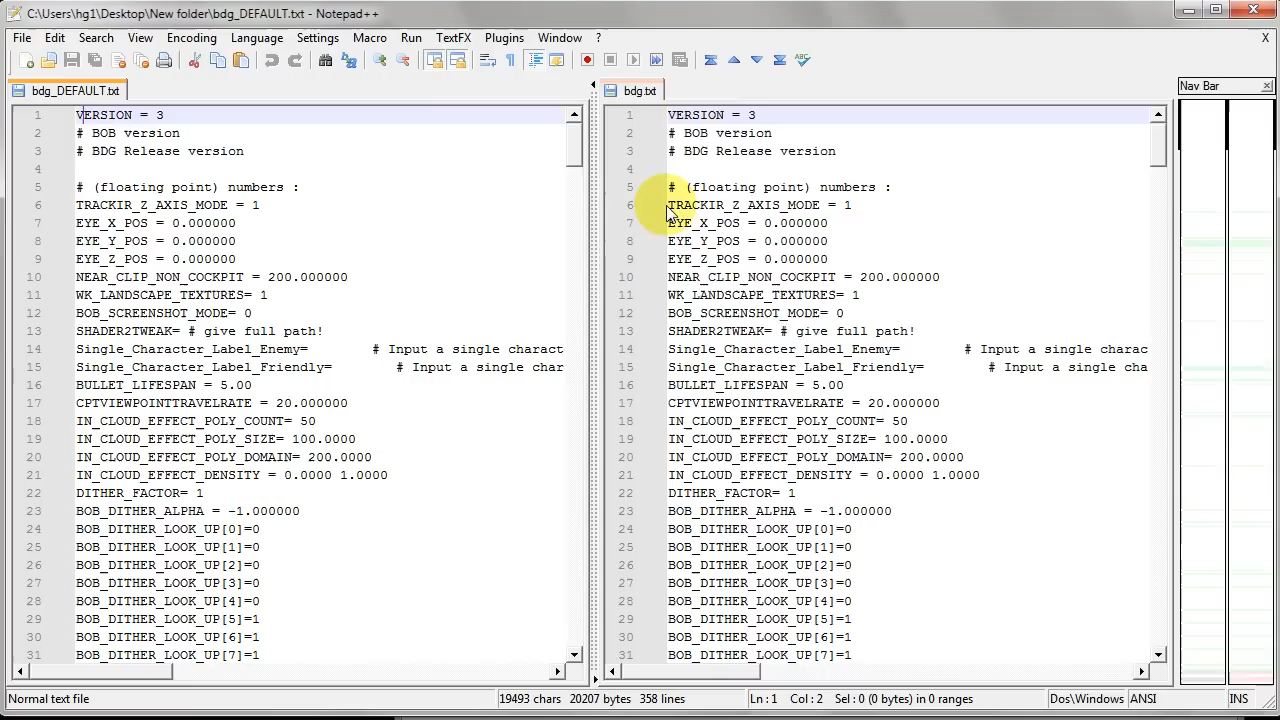 C:\Users\hg1\Desktop\New folder\bdg_DEFAULT.txt - Notepad++
File Edit Search View Encoding Language Settings Macro Run TextFX Plugins Window ? X
bdg_DEFAULT.txt
bdg.txt
Nav Bar
1 VERSION = 3
2 # BOB version
3 # BDG Release version
4
5 # (floating point) numbers :
6 TRACKIR_Z_AXIS_MODE = 1
7 EYE_X_POS = 0.000000
8 EYE_Y_POS = 0.000000
9 EYE_Z_POS = 0.000000
10 NEAR_CLIP_NON_COCKPIT = 200.000000
11 WK_LANDSCAPE_TEXTURES= 1
12 BOB_SCREENSHOT_MODE= 0
13 SHADER2TWEAK= # give full path!
14 Single_Character_Label_Enemy= # Input a single charact
15 Single_Character_Label_Friendly= # Input a single char
16 BULLET_LIFESPAN = 5.00
17 CPTVIEWPOINTTRAVELRATE = 20.000000
18 IN_CLOUD_EFFECT_POLY_COUNT= 50
19 IN_CLOUD_EFFECT_POLY_SIZE= 100.0000
20 IN_CLOUD_EFFECT_POLY_DOMAIN= 200.0000
21 IN_CLOUD_EFFECT_DENSITY = 0.0000 1.0000
22 DITHER_FACTOR= 1
23 BOB_DITHER_ALPHA = -1.000000
24 BOB_DITHER_LOOK_UP[0]=0
25 BOB_DITHER_LOOK_UP[1]=0
26 BOB_DITHER_LOOK_UP[2]=0
27 BOB_DITHER_LOOK_UP[3]=0
28 BOB_DITHER_LOOK_UP[4]=0
29 BOB_DITHER_LOOK_UP[5]=1
30 BOB_DITHER_LOOK_UP[6]=1
31 BOB_DITHER_LOOK_UP[7]=1
1 VERSION = 3
2 # BOB version
3 # BDG Release version
4
5 # (floating point) numbers :
6 TRACKIR_Z_AXIS_MODE = 1
7 EYE_X_POS = 0.000000
8 EYE_Y_POS = 0.000000
9 EYE_Z_POS = 0.000000
10 NEAR_CLIP_NON_COCKPIT = 200.000000
11 WK_LANDSCAPE_TEXTURES= 1
12 BOB_SCREENSHOT_MODE= 0
13 SHADER2TWEAK= # give full path!
14 Single_Character_Label_Enemy= # Input a single charac
15 Single_Character_Label_Friendly= # Input a single cha
16 BULLET_LIFESPAN = 5.00
17 CPTVIEWPOINTTRAVELRATE = 20.000000
18 IN_CLOUD_EFFECT_POLY_COUNT= 50
19 IN_CLOUD_EFFECT_POLY_SIZE= 100.0000
20 IN_CLOUD_EFFECT_POLY_DOMAIN= 200.0000
21 IN_CLOUD_EFFECT_DENSITY = 0.0000 1.0000
22 DITHER_FACTOR= 1
23 BOB_DITHER_ALPHA = -1.000000
24 BOB_DITHER_LOOK_UP[0]=0
25 BOB_DITHER_LOOK_UP[1]=0
26 BOB_DITHER_LOOK_UP[2]=0
27 BOB_DITHER_LOOK_UP[3]=0
28 BOB_DITHER_LOOK_UP[4]=0
29 BOB_DITHER_LOOK_UP[5]=1
30 BOB_DITHER_LOOK_UP[6]=1
31 BOB_DITHER_LOOK_UP[7]=1
Normal text file 19493 chars 20207 bytes 358 lines Ln : 1 Col : 2 Sel : 0 (0 bytes) in 0 ranges Dos\Windows ANSI INS